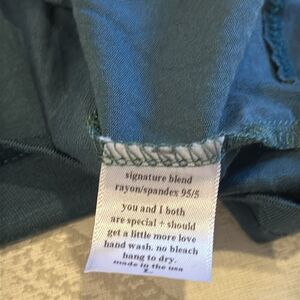 signature blend
rayon/spandex 95/5
you and I both
are special + should
get a little more love
hand wash. no bleach
hang to dry.
made in the usa